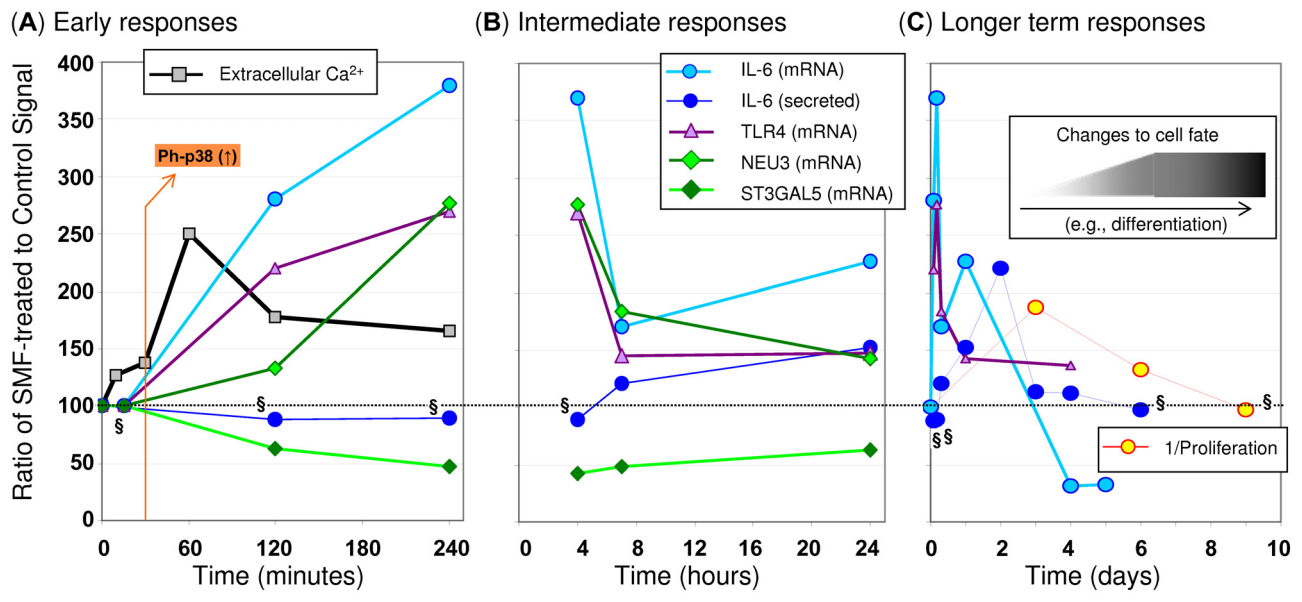 (A) Early responses
(B) Intermediate responses
(C) Longer term responses
Ratio of SMF-treated to Control Signal
400
350
300
250
200
150
100
50
0
Extracellular Ca²⁺
Ph-p38 (↑)
§
§
§
0 60 120 180 240
Time (minutes)
IL-6 (mRNA)
IL-6 (secreted)
TLR4 (mRNA)
NEU3 (mRNA)
ST3GAL5 (mRNA)
§
0 4 8 12 16 20 24
Time (hours)
Changes to cell fate
(e.g., differentiation)
§ §
§
§
1/Proliferation
0 2 4 6 8 10
Time (days)